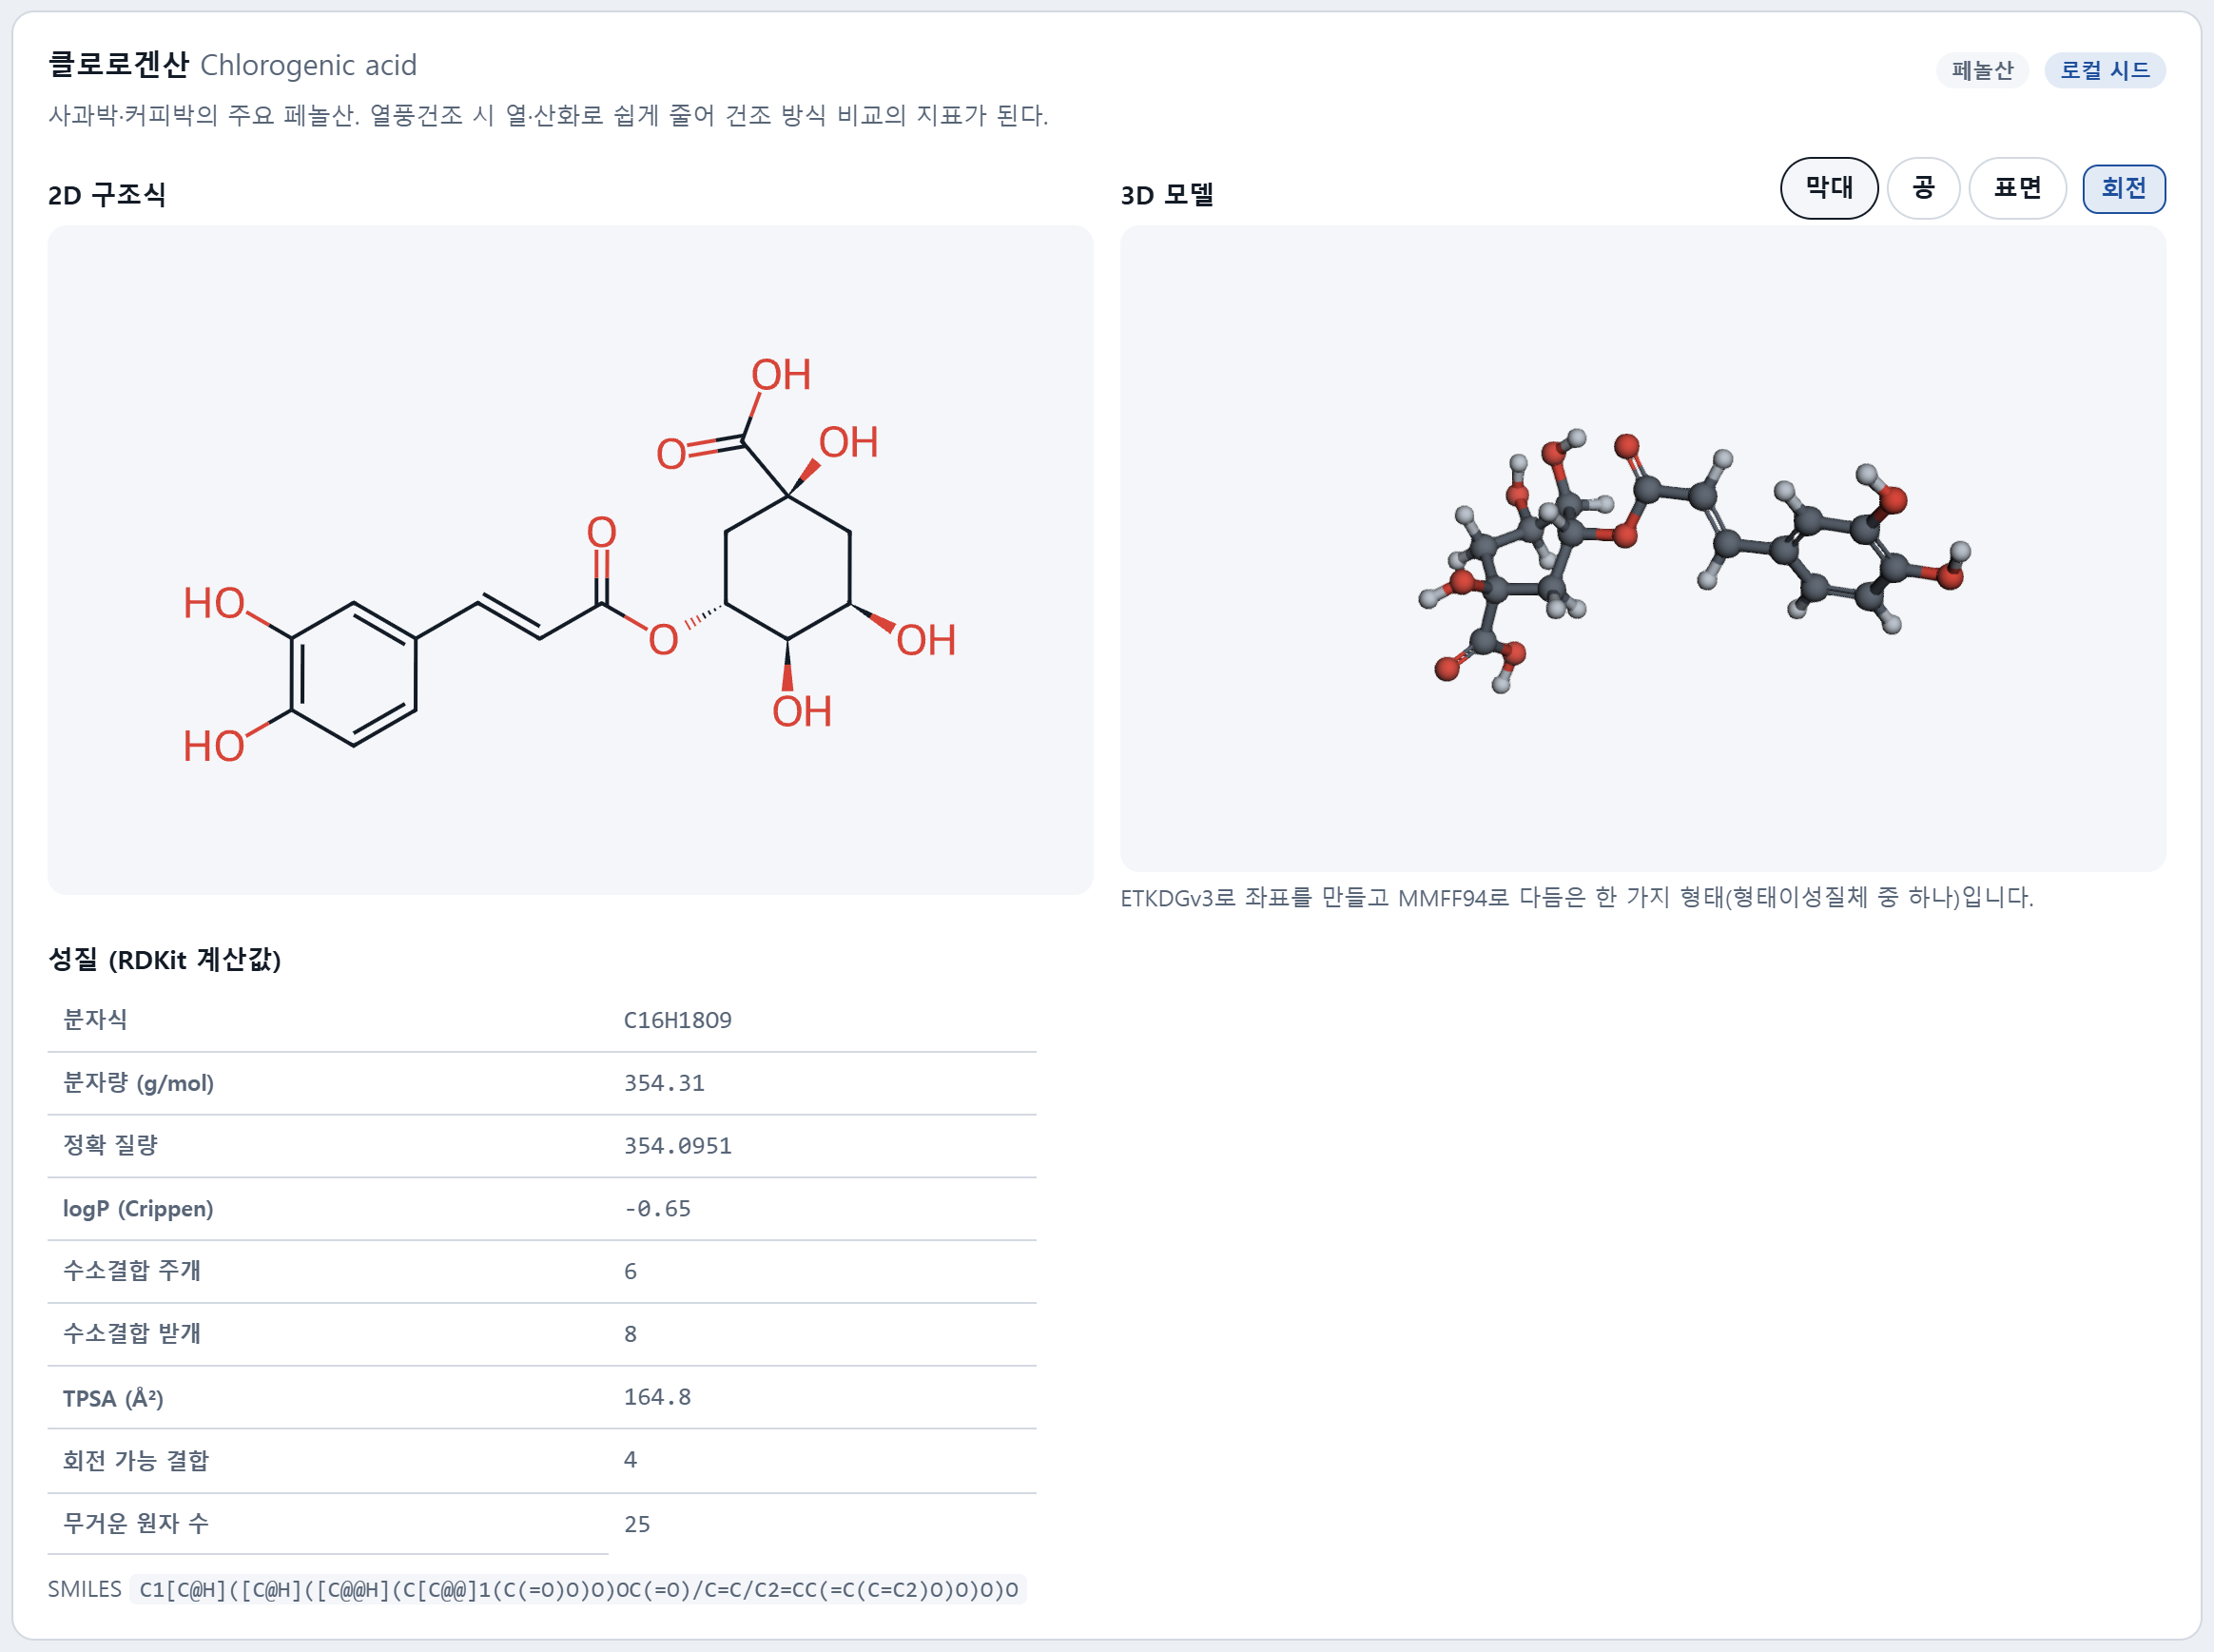 클로로겐산 Chlorogenic acid
페놀산 로컬 시드
사과박·커피박의 주요 페놀산. 열풍건조 시 열·산화로 쉽게 줄어 건조 방식 비교의 지표가 된다.
2D 구조식
OH
O
OH
O
HO
O
OH
OH
HO
3D 모델
막대 공 표면 회전
ETKDGv3로 좌표를 만들고 MMFF94로 다듬은 한 가지 형태(형태이성질체 중 하나)입니다.
성질 (RDKit 계산값)
분자식 C16H18O9
분자량 (g/mol) 354.31
정확 질량 354.0951
logP (Crippen) -0.65
수소결합 주개 6
수소결합 받개 8
TPSA (Å²) 164.8
회전 가능 결합 4
무거운 원자 수 25
SMILES C1[C@H]([C@H]([C@@H](C[C@@]1(C(=O)O)O)OC(=O)/C=C/C2=CC(=C(C=C2)O)O)O)O